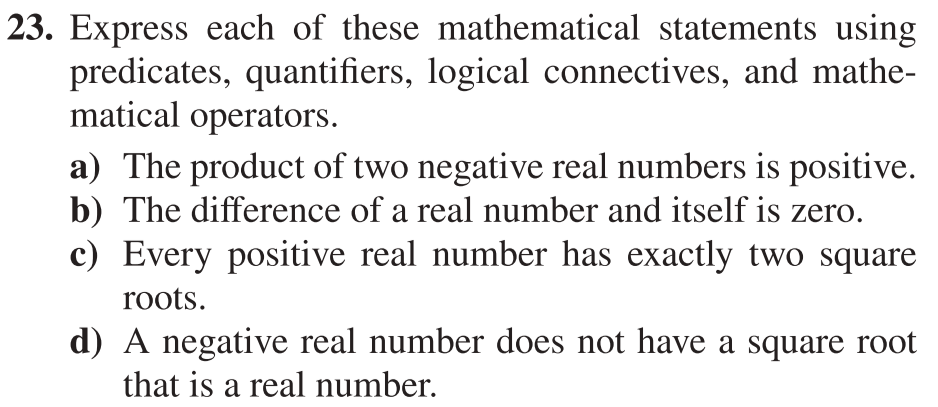 23. Express each of these mathematical statements using
predicates, quantifiers, logical connectives, and mathe-
matical operators.
a) The product of two negative real numbers is positive.
b) The difference of a real number and itself is zero.
c) Every positive real number has exactly two square
roots.
d) A negative real number does not have a square root
that is a real number.